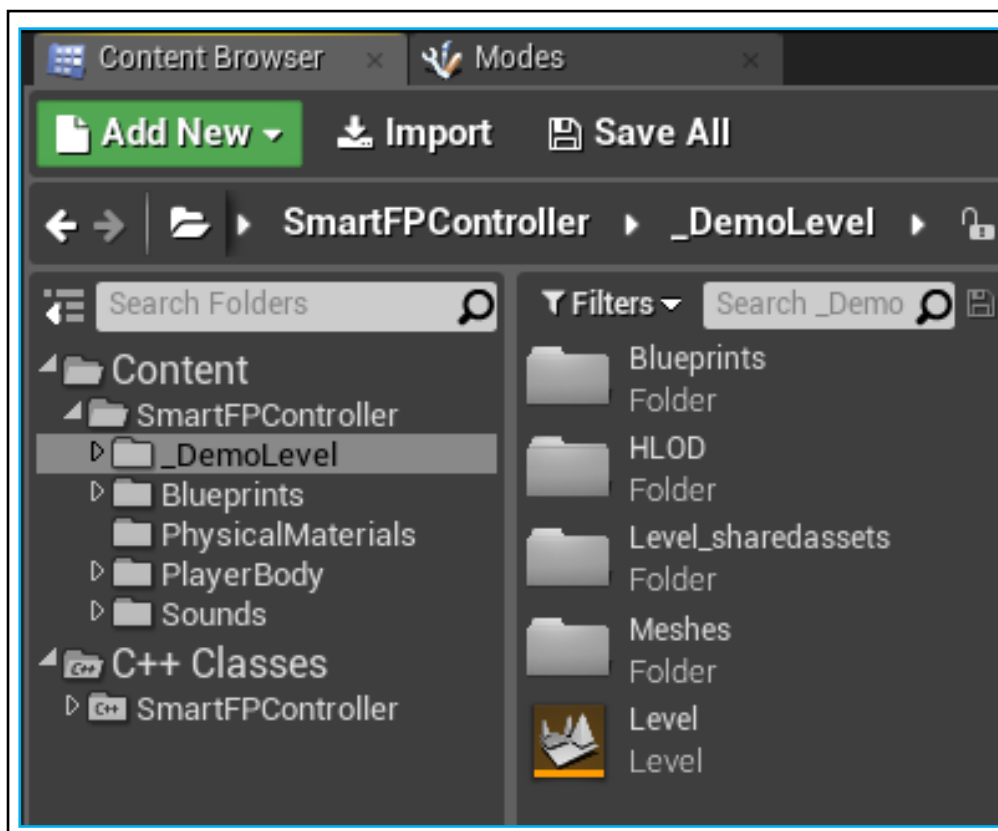 Content Browser
Modes
Add New
Import
Save All
SmartFPController
_DemoLevel
Search Folders
Content
SmartFPController
_DemoLevel
Blueprints
PhysicalMaterials
PlayerBody
Sounds
C++ Classes
C++ SmartFPController
Filters
Search _Demo
Blueprints
Folder
HLOD
Folder
Level_sharedassets
Folder
Meshes
Folder
Level
Level